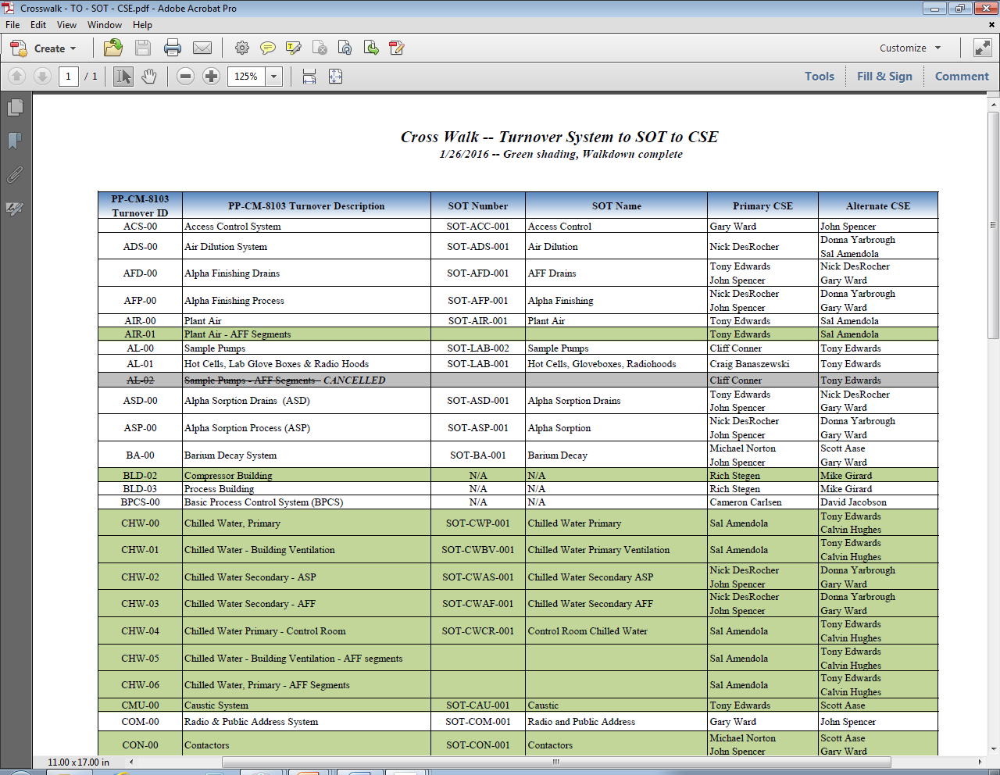 Crosswalk - TO - SOT - CSE.pdf - Adobe Acrobat Pro
File Edit View Window Help
Create Customize
1 / 1 125% Tools Fill & Sign Comment
Cross Walk -- Turnover System to SOT to CSE
1/26/2016 -- Green shading, Walkdown complete
PP-CM-8103 Turnover ID PP-CM-8103 Turnover Description SOT Number SOT Name Primary CSE Alternate CSE
ACS-00 Access Control System SOT-ACC-001 Access Control Gary Ward John Spencer
ADS-00 Air Dilution System SOT-ADS-001 Air Dilution Nick DesRocher Donna Yarbrough Sal Amendola
AFD-00 Alpha Finishing Drains SOT-AFD-001 AFF Drains Tony Edwards John Spencer Nick DesRocher Gary Ward
AFP-00 Alpha Finishing Process SOT-AFP-001 Alpha Finishing Nick DesRocher John Spencer Donna Yarbrough Gary Ward
AIR-00 Plant Air SOT-AIR-001 Plant Air Tony Edwards Sal Amendola
AIR-01 Plant Air - AFF Segments Tony Edwards Sal Amendola
AL-00 Sample Pumps SOT-LAB-002 Sample Pumps Cliff Conner Tony Edwards
AL-01 Hot Cells, Lab Glove Boxes & Radio Hoods SOT-LAB-001 Hot Cells, Gloveboxes, Radiohoods Craig Banaszewski Tony Edwards
AL-02 Sample Pumps - AFF Segments - CANCELLED Cliff Conner Tony Edwards
ASD-00 Alpha Sorption Drains (ASD) SOT-ASD-001 Alpha Sorption Drains Tony Edwards John Spencer Nick DesRocher Gary Ward
ASP-00 Alpha Sorption Process (ASP) SOT-ASP-001 Alpha Sorption Nick DesRocher John Spencer Donna Yarbrough Gary Ward
BA-00 Barium Decay System SOT-BA-001 Barium Decay Michael Norton John Spencer Scott Aase Gary Ward
BLD-02 Compressor Building N/A N/A Rich Stegen Mike Girard
BLD-03 Process Building N/A N/A Rich Stegen Mike Girard
BPCS-00 Basic Process Control System (BPCS) N/A N/A Cameron Carlsen David Jacobson
CHW-00 Chilled Water, Primary SOT-CWP-001 Chilled Water Primary Sal Amendola Tony Edwards Calvin Hughes
CHW-01 Chilled Water - Building Ventilation SOT-CWBV-001 Chilled Water Primary Ventilation Sal Amendola Tony Edwards Calvin Hughes
CHW-02 Chilled Water Secondary - ASP SOT-CWAS-001 Chilled Water Secondary ASP Nick DesRocher John Spencer Donna Yarbrough Gary Ward
CHW-03 Chilled Water Secondary - AFF SOT-CWAF-001 Chilled Water Secondary AFF Nick DesRocher John Spencer Donna Yarbrough Gary Ward
CHW-04 Chilled Water Primary - Control Room SOT-CWCR-001 Control Room Chilled Water Sal Amendola Tony Edwards Calvin Hughes
CHW-05 Chilled Water - Building Ventilation - AFF segments Sal Amendola Tony Edwards Calvin Hughes
CHW-06 Chilled Water, Primary - AFF Segments Sal Amendola Tony Edwards Calvin Hughes
CMU-00 Caustic System SOT-CAU-001 Caustic Tony Edwards Scott Aase
COM-00 Radio & Public Address System SOT-COM-001 Radio and Public Address Gary Ward John Spencer
CON-00 Contactors SOT-CON-001 Contactors Michael Norton John Spencer Scott Aase Gary Ward
11.00 x 17.00 in